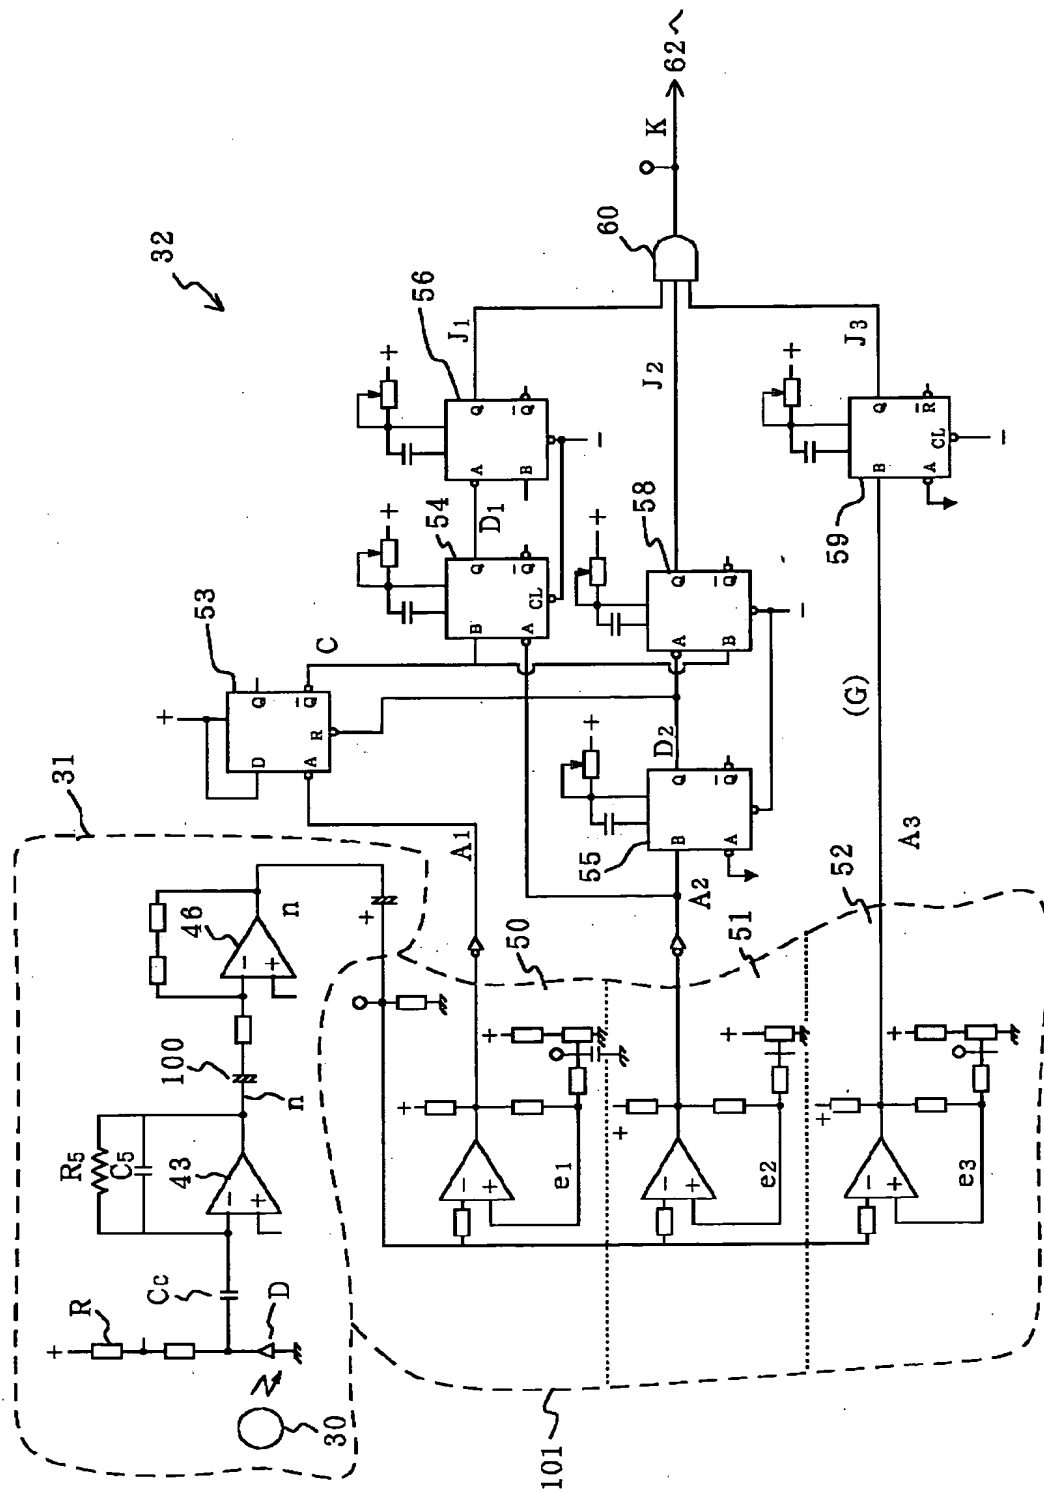 32
31
30
R
D
Cc
R5
C5
43
n
100
46
n
+
−
+
−
+
+
101
50
51
52
e1
e2
e3
+
−
+
+
−
+
+
−
+
A1
A2
A3
(G)
53
+
D
Q
Q
A
R
C
54
+
B
Q
Q
A
CL
D1
56
+
A
Q
Q
B
−
J1
55
+
B
Q
Q
A
D2
58
+
A
Q
Q
B
−
J2
59
+
B
Q
R
A
CL
−
J3
60
K
62